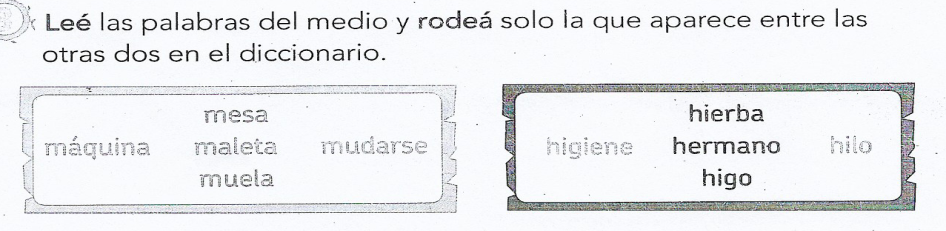 Leé las palabras del medio y rodeá solo la que aparece entre las
otras dos en el diccionario.
mesa
máquina maleta mudarse
muela
hierba
higiene hermano hilo
higo